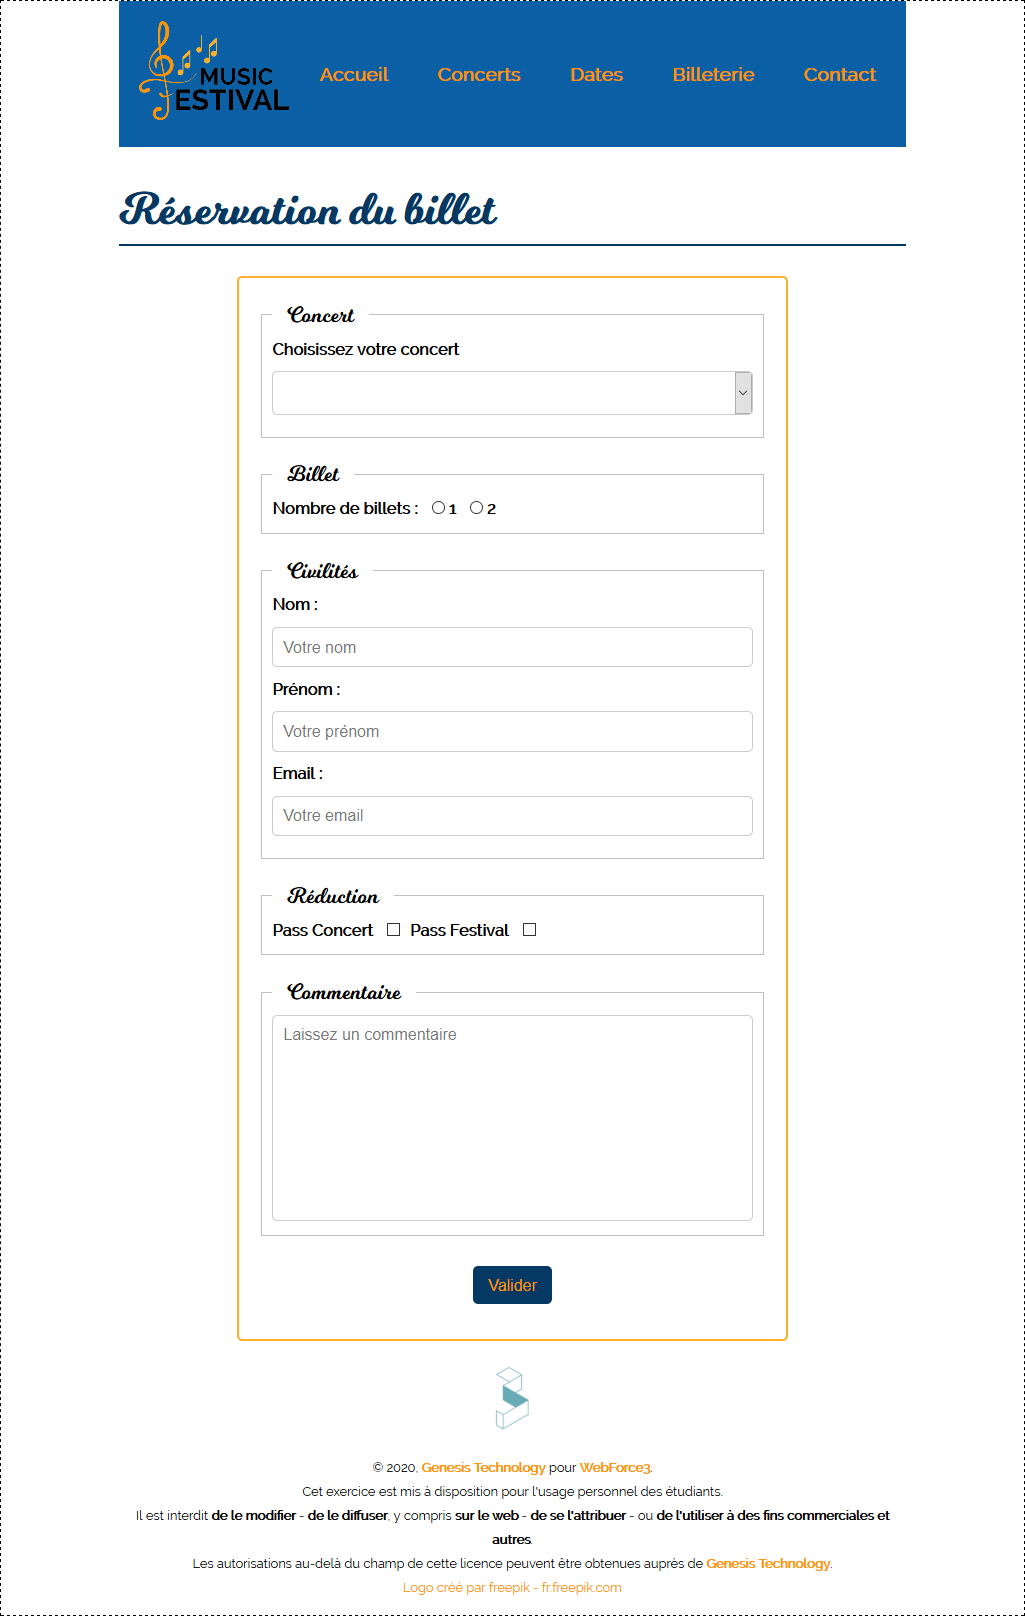 MUSIC
ESTIVAL
Accueil Concerts Dates Billeterie Contact
Réservation du billet
Concert
Choisissez votre concert
Billet
Nombre de billets : 1 2
Civilités
Nom :
Votre nom
Prénom :
Votre prénom
Email :
Votre email
Réduction
Pass Concert Pass Festival
Commentaire
Laissez un commentaire
Valider
© 2020, Genesis Technology pour WebForce3.
Cet exercice est mis à disposition pour l'usage personnel des étudiants.
Il est interdit de le modifier - de le diffuser, y compris sur le web - de se l'attribuer - ou de l'utiliser à des fins commerciales et
autres.
Les autorisations au-delà du champ de cette licence peuvent être obtenues auprès de Genesis Technology.
Logo créé par freepik - fr.freepik.com